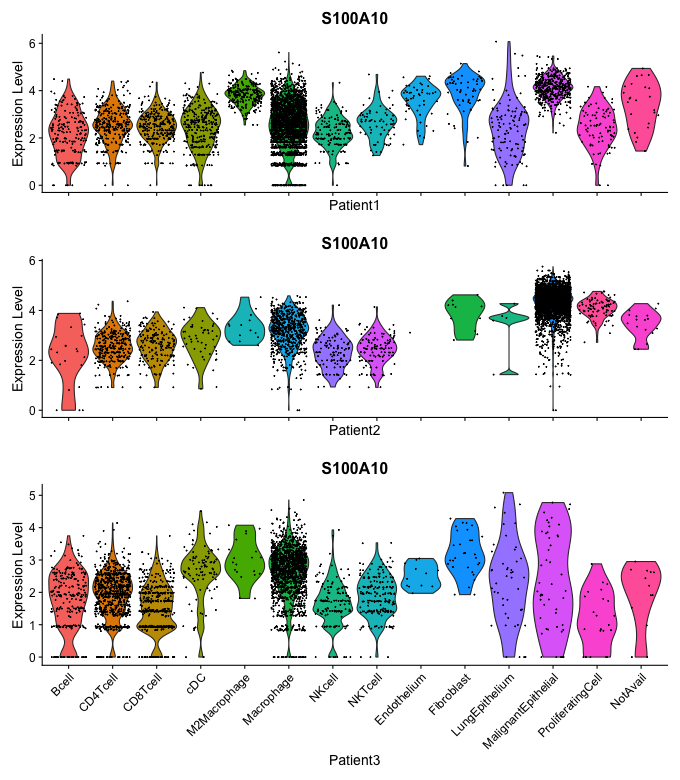 S100A10
Expression Level
6
4
2
0
Patient1
S100A10
Expression Level
6
4
2
0
Patient2
S100A10
Expression Level
5
4
3
2
1
0
Bcell
CD4Tcell
CD8Tcell
cDC
M2Macrophage
Macrophage
NKcell
NKTcell
Endothelium
Fibroblast
LungEpithelium
MalignantEpithelial
ProliferatingCell
NotAvail
Patient3